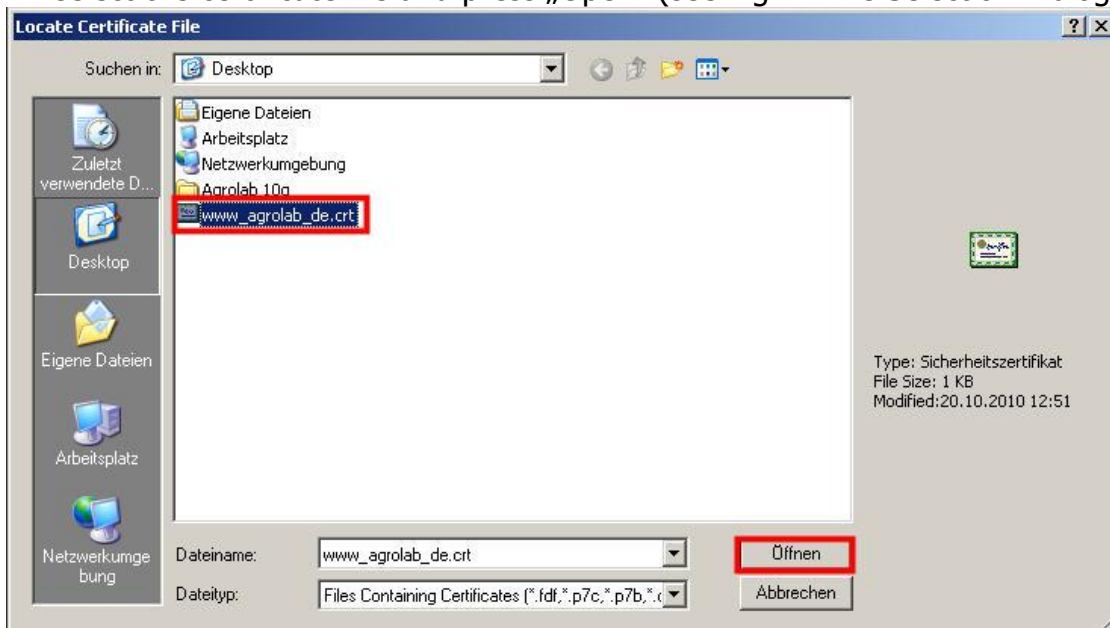 Locate Certificate File
Suchen in:
Desktop
Zuletzt
verwendete D...
Desktop
Eigene Dateien
Arbeitsplatz
Netzwerkumge
bung
Eigene Dateien
Arbeitsplatz
Netzwerkumgebung
Agrolab 10g
www_agrolab_de.crt
Type: Sicherheitszertifikat
File Size: 1 KB
Modified:20.10.2010 12:51
Dateiname:
www_agrolab_de.crt
Öffnen
Dateityp:
Files Containing Certificates (*.fdf,*.p7c,*.p7b,*.c
Abbrechen